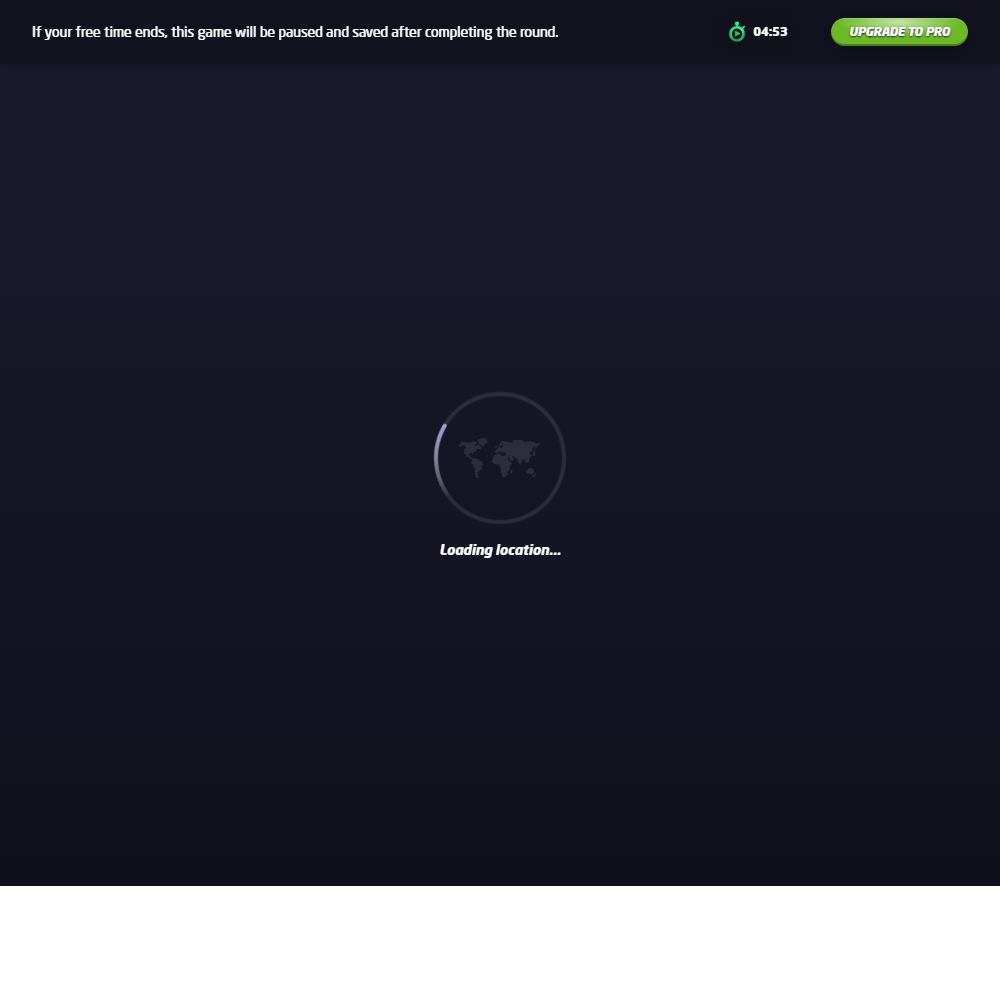 If your free time ends, this game will be paused and saved after completing the round.
04:53
UPGRADE TO PRO
Loading location...